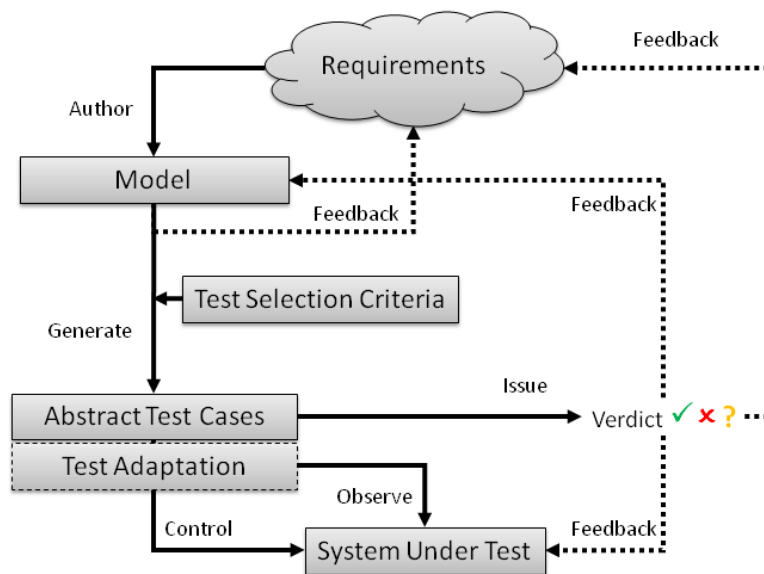 Feedback
Requirements
Author
Model
Feedback
Feedback
Test Selection Criteria
Generate
Issue
Abstract Test Cases
Verdict ✓ ✘ ?
Test Adaptation
Observe
Control
Feedback
System Under Test